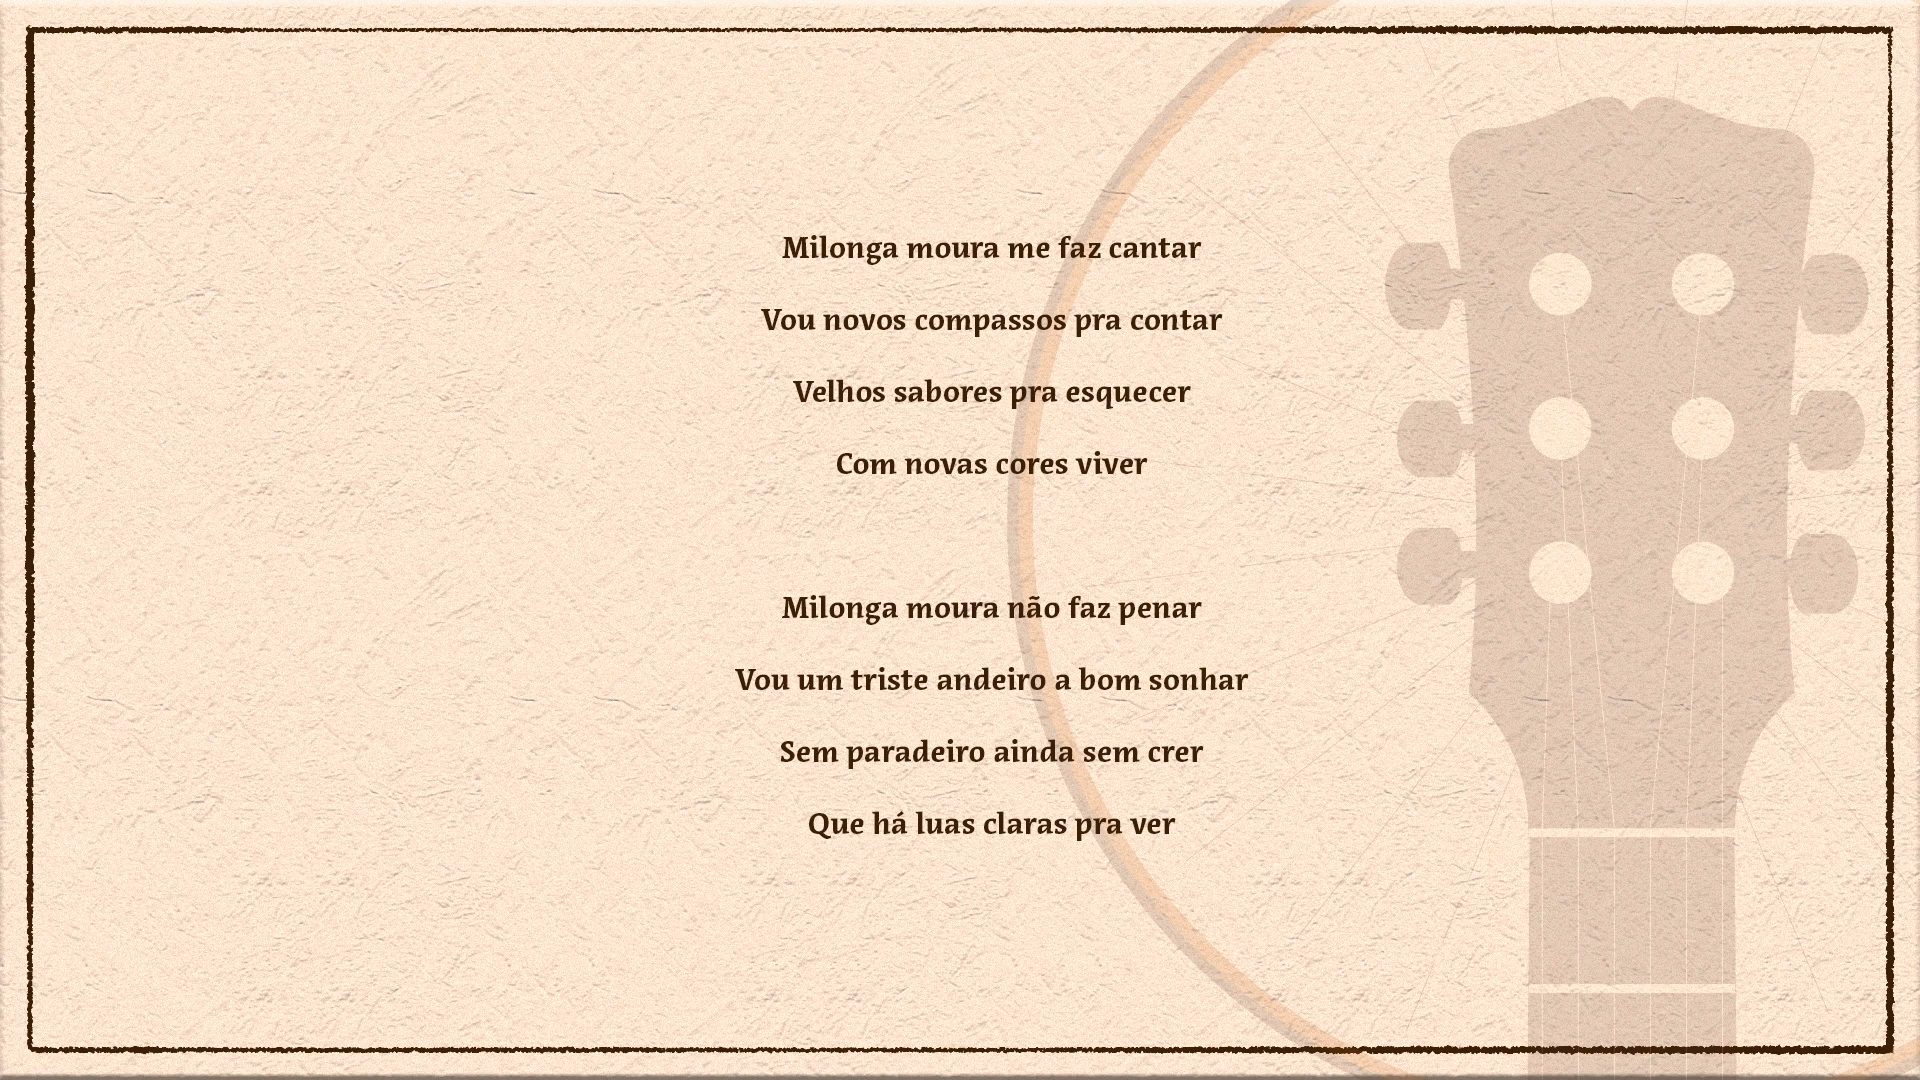 Milonga moura me faz cantar
Vou novos compassos pra contar
Velhos sabores pra esquecer
Com novas cores viver
Milonga moura não faz penar
Vou um triste andeiro a bom sonhar
Sem paradeiro ainda sem crer
Que há luas claras pra ver